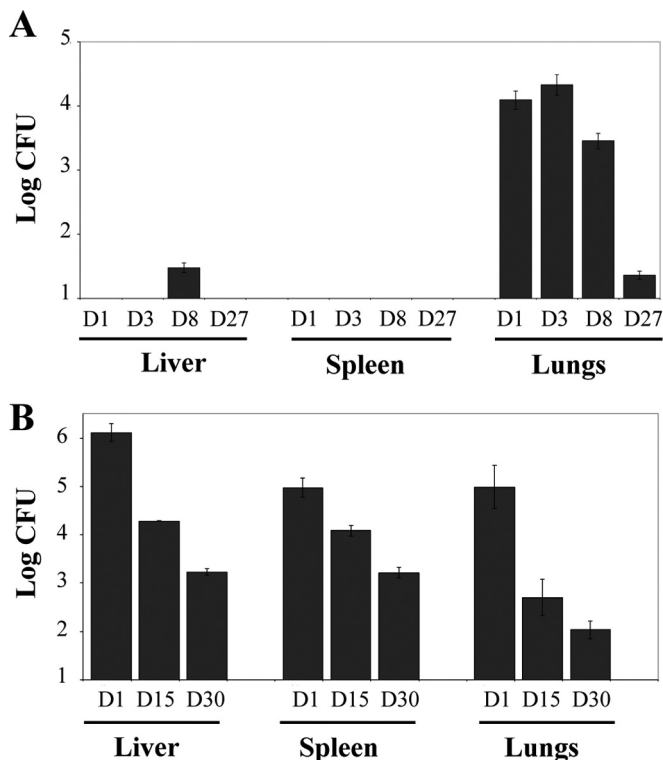 A
5
4
3
2
1
Log CFU
D1 D3 D8 D27 D1 D3 D8 D27 D1 D3 D8 D27
Liver Spleen Lungs
B
6
5
4
3
2
1
Log CFU
D1 D15 D30 D1 D15 D30 D1 D15 D30
Liver Spleen Lungs